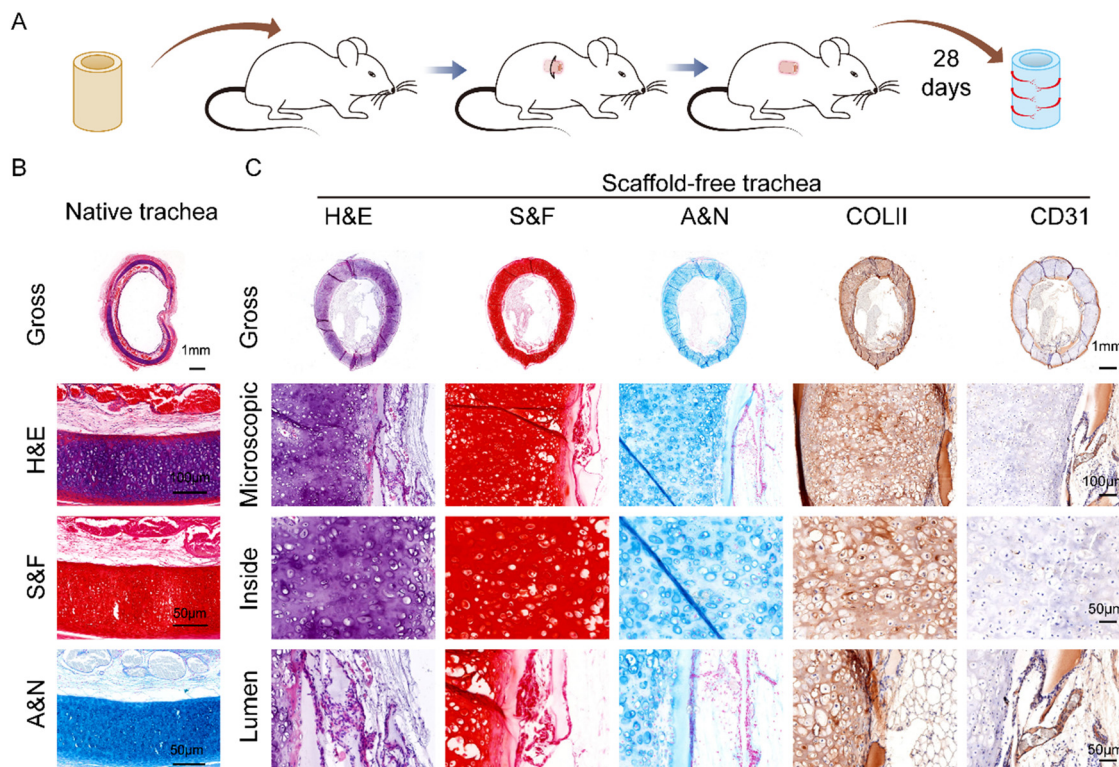 A
28
days
B
C
Native trachea
Scaffold-free trachea
H&E
S&F
A&N
COLII
CD31
Gross
1mm
Gross
1mm
H&E
100μm
Microscopic
100μm
S&F
50μm
Inside
50μm
A&N
50μm
Lumen
50μm